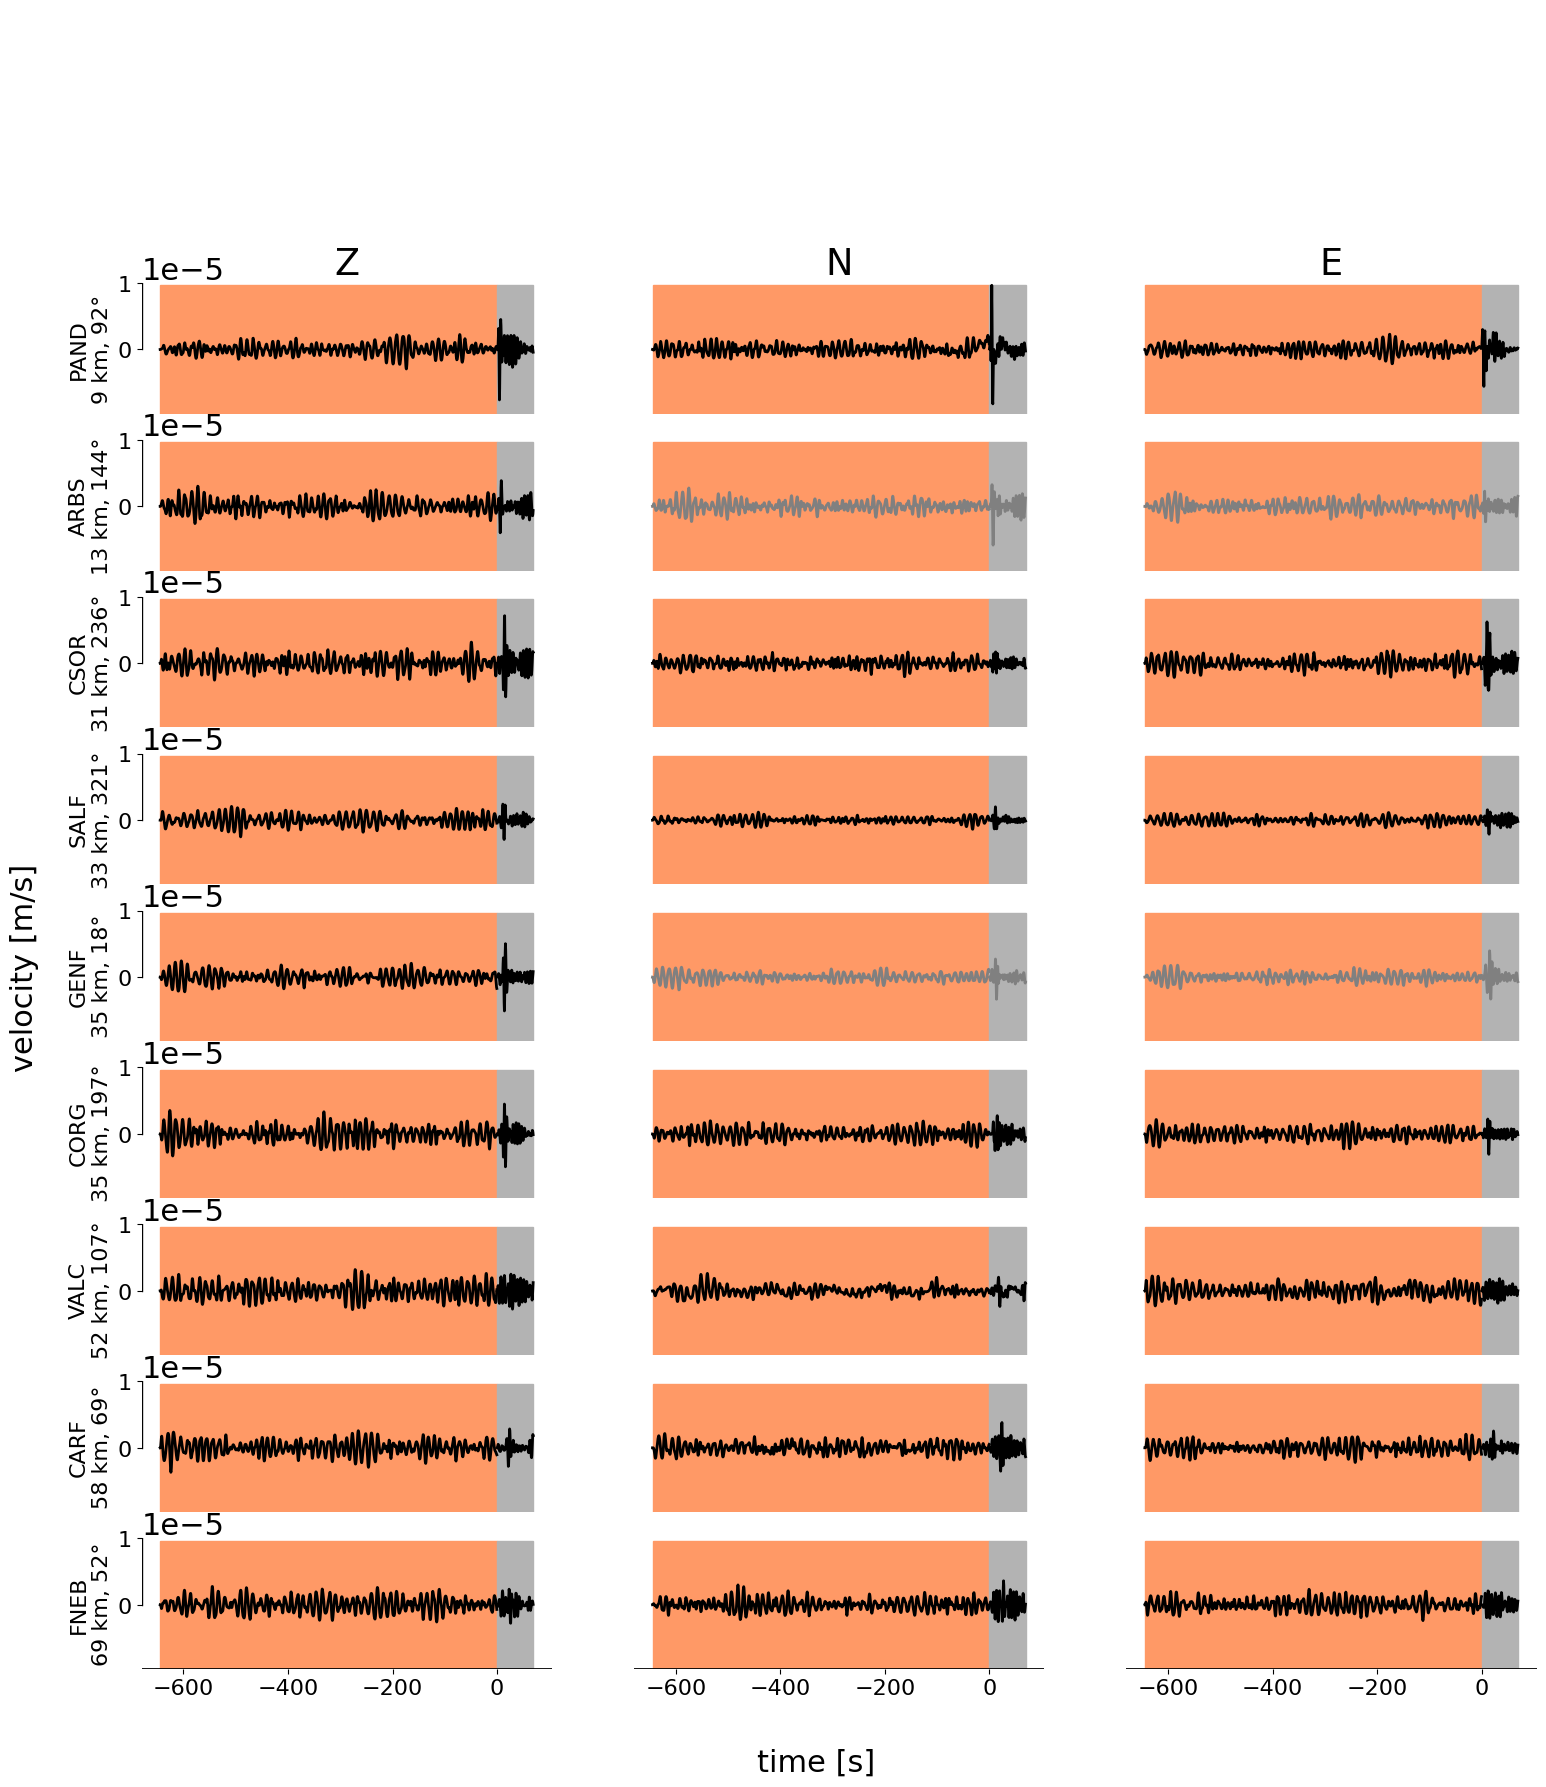 Z N E
1e−5
1
0
PAND
9 km, 92°
1e−5
1
0
ARBS
13 km, 144°
1e−5
1
0
CSOR
31 km, 236°
1e−5
1
0
SALF
33 km, 321°
1e−5
1
0
GENF
35 km, 18°
1e−5
1
0
CORG
35 km, 197°
1e−5
1
0
VALC
52 km, 107°
1e−5
1
0
CARF
58 km, 69°
1e−5
1
0
FNEB
69 km, 52°
velocity [m/s]
−600 −400 −200 0 −600 −400 −200 0 −600 −400 −200 0
time [s]